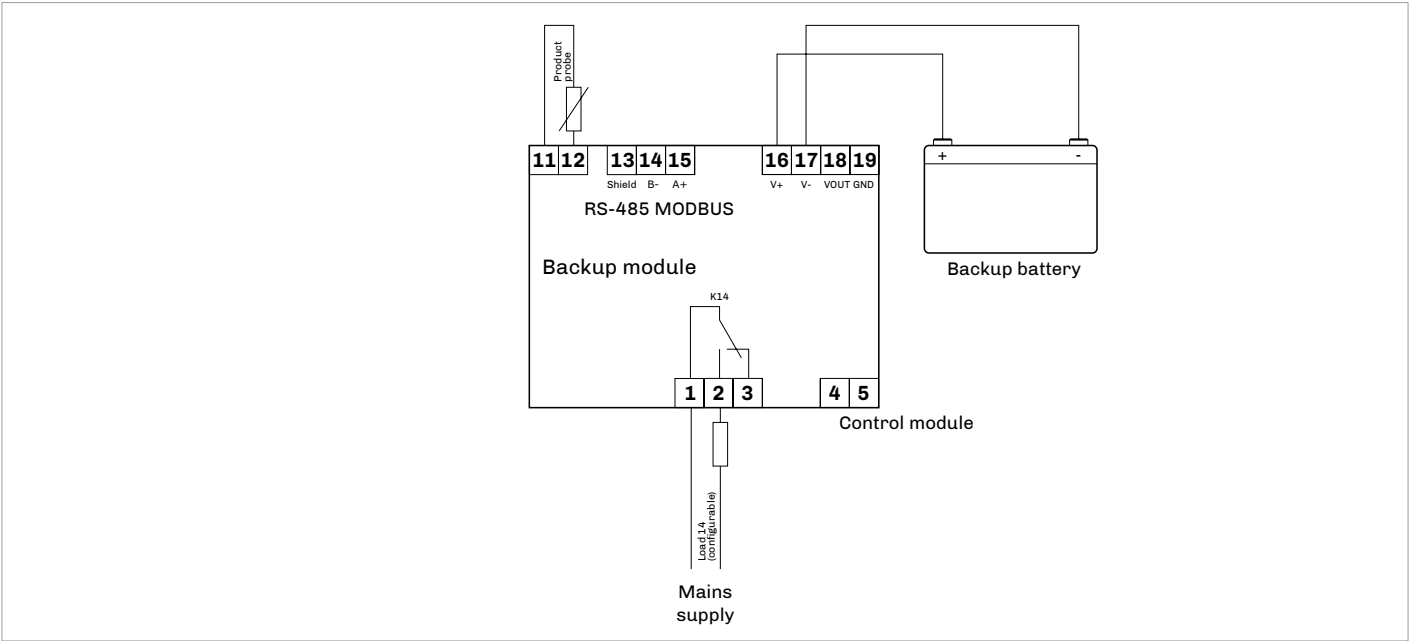 Product
probe
11 12 13 14 15 16 17 18 19
Shield B- A+ V+ V- VOUT GND
+ -
RS-485 MODBUS
Backup module
Backup battery
K14
1 2 3 4 5
Control module
Load 14
(configurable)
Mains
supply